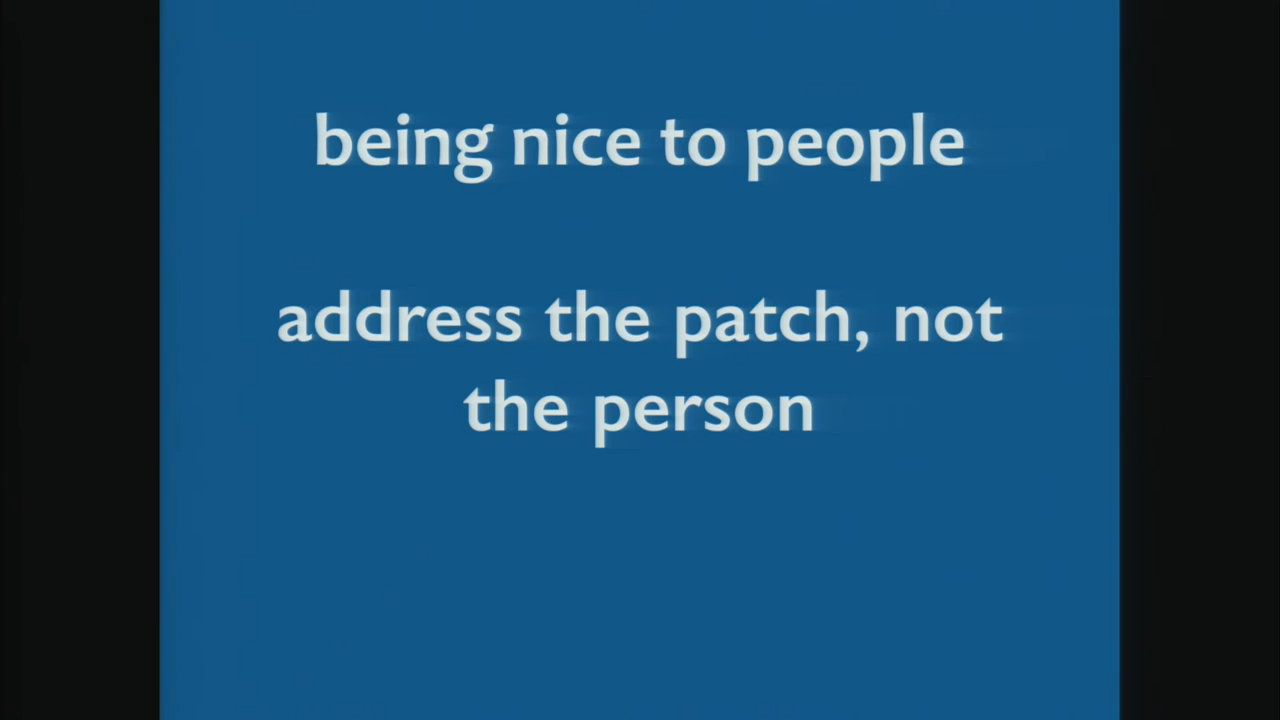 being nice to people
address the patch, not
the person